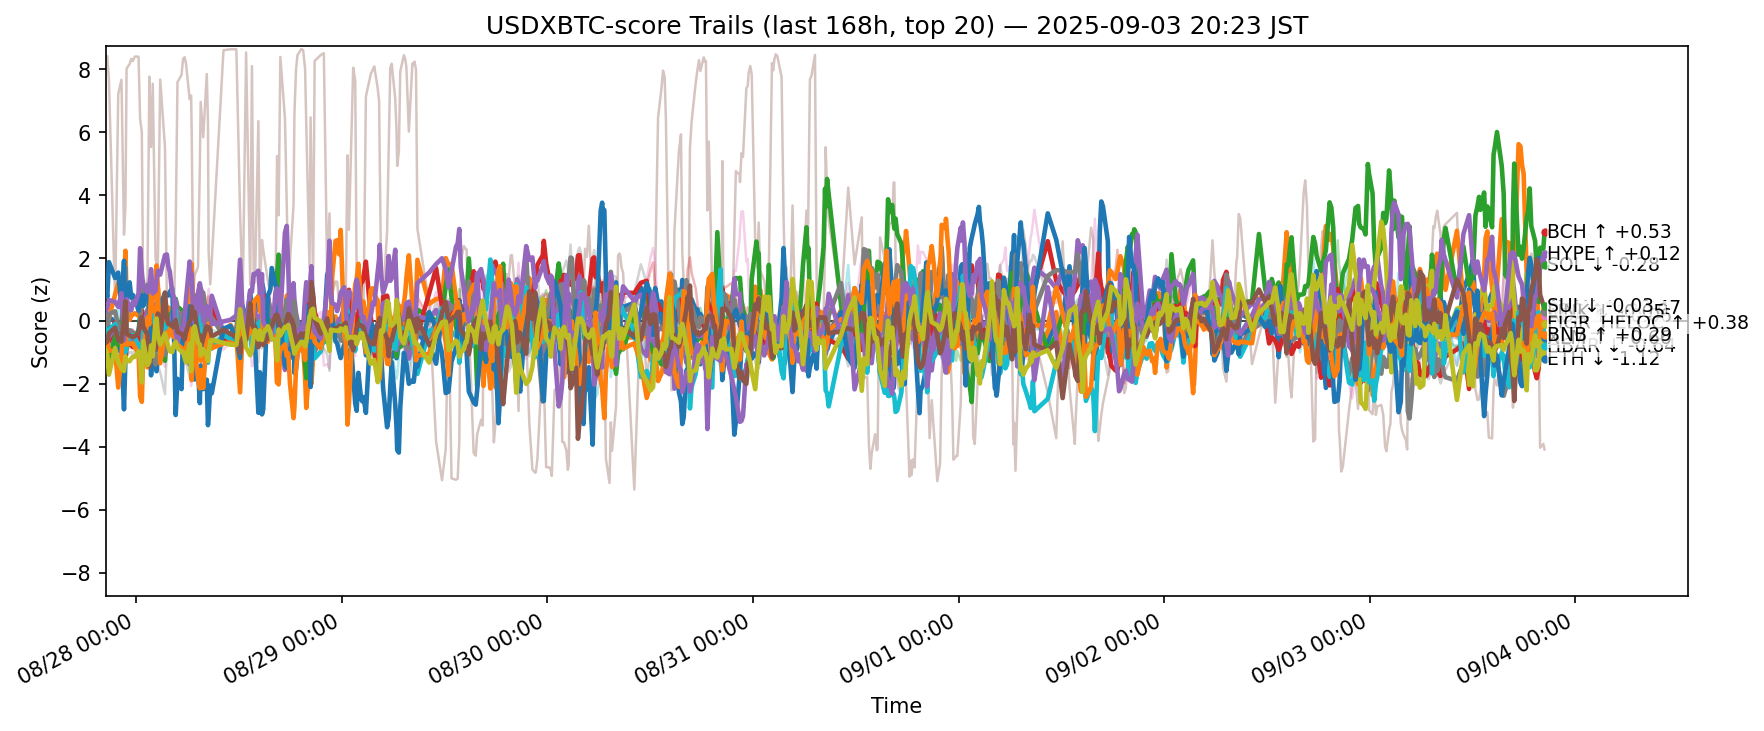 USDXBTC-score Trails (last 168h, top 20) — 2025-09-03 20:23 JST
Score (z)
8
6
4
2
0
−2
−4
−6
−8
BCH ↑ +0.53
HYPE ↑ +0.12
SOL ↓ -0.28
SUI ↓ -0.03
FIGR_HELOC ↑ +0.38
BNB ↑ +0.29
ETH ↓ -1.12
08/28 00:00
08/29 00:00
08/30 00:00
08/31 00:00
09/01 00:00
09/02 00:00
09/03 00:00
09/04 00:00
Time